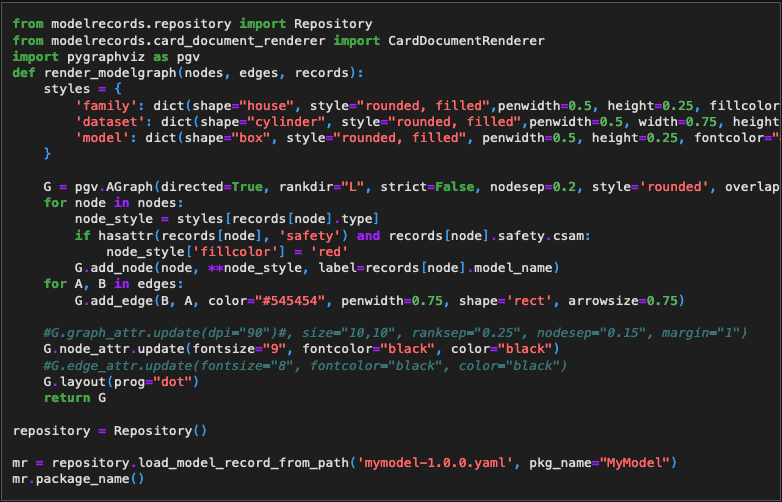 from modelrecords.repository import Repository
from modelrecords.card_document_renderer import CardDocumentRenderer
import pygraphviz as pgv
def render_modelgraph(nodes, edges, records):
    styles = {
        'family': dict(shape="house", style="rounded, filled",penwidth=0.5, height=0.25, fillcolor
        'dataset': dict(shape="cylinder", style="rounded, filled",penwidth=0.5, width=0.75, height
        'model': dict(shape="box", style="rounded, filled", penwidth=0.5, height=0.25, fontcolor="
    }

    G = pgv.AGraph(directed=True, rankdir="L", strict=False, nodesep=0.2, style='rounded', overlap
    for node in nodes:
        node_style = styles[records[node].type]
        if hasattr(records[node], 'safety') and records[node].safety.csam:
            node_style['fillcolor'] = 'red'
        G.add_node(node, **node_style, label=records[node].model_name)
    for A, B in edges:
        G.add_edge(B, A, color="#545454", penwidth=0.75, shape='rect', arrowsize=0.75)

    #G.graph_attr.update(dpi="90")#, size="10,10", ranksep="0.25", nodesep="0.15", margin="1")
    G.node_attr.update(fontsize="9", fontcolor="black", color="black")
    #G.edge_attr.update(fontsize="8", fontcolor="black", color="black")
    G.layout(prog="dot")
    return G

repository = Repository()

mr = repository.load_model_record_from_path('mymodel-1.0.0.yaml', pkg_name="MyModel")
mr.package_name()